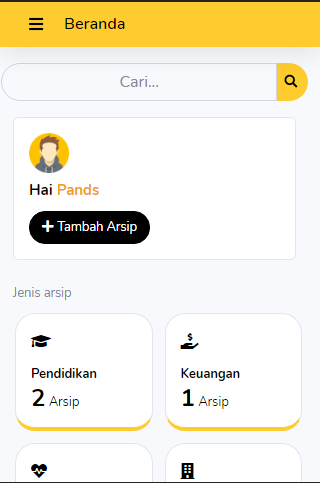 Beranda
Cari...
Hai Pands
Tambah Arsip
Jenis arsip
Pendidikan
2 Arsip
Keuangan
1 Arsip